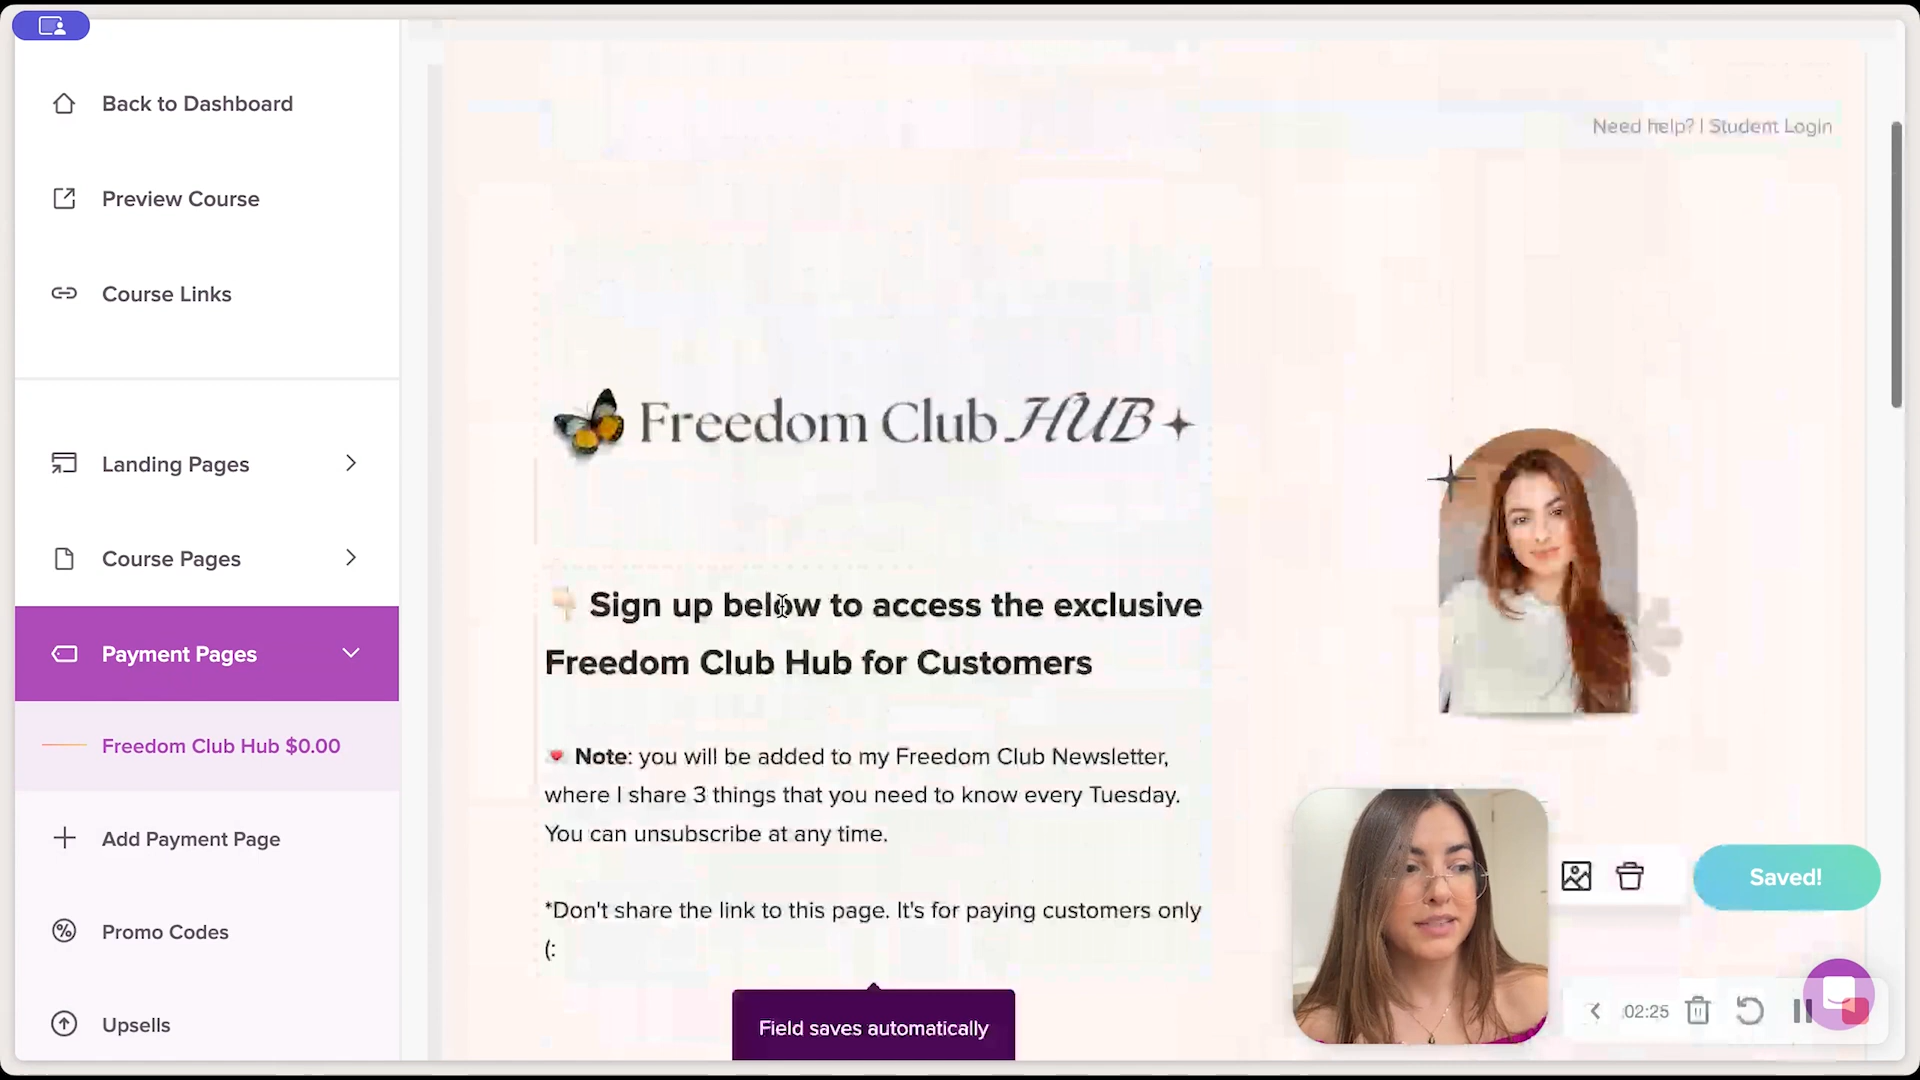 Back to Dashboard
Preview Course
Course Links
Landing Pages
Course Pages
Payment Pages
Freedom Club Hub $0.00
Add Payment Page
Promo Codes
Upsells
Need help? | Student Login
Freedom Club HUB
Sign up below to access the exclusive
Freedom Club Hub for Customers
Note: you will be added to my Freedom Club Newsletter,
where I share 3 things that you need to know every Tuesday.
You can unsubscribe at any time.
*Don't share the link to this page. It's for paying customers only
(:
Field saves automatically
Saved!
02:25